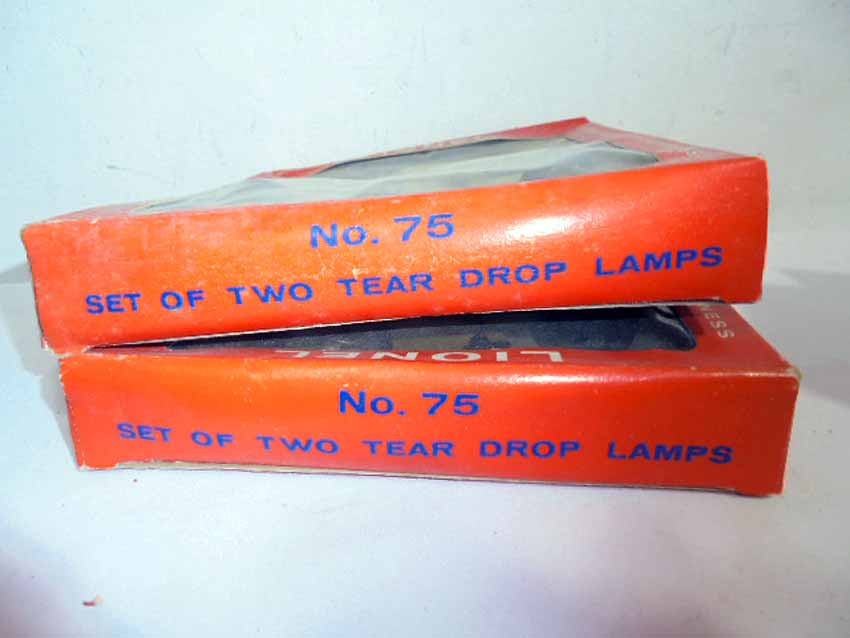 No. 75
SET OF TWO TEAR DROP LAMPS
LIONEL
No. 75
SET OF TWO TEAR DROP LAMPS